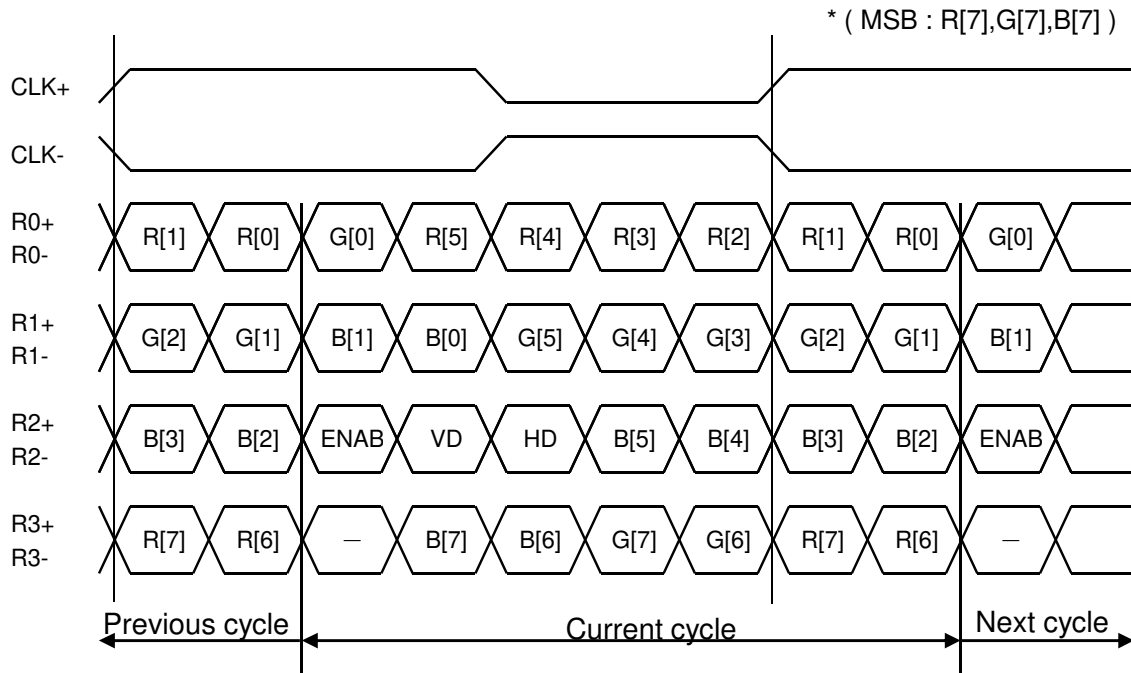 * ( MSB : R[7],G[7],B[7] )
CLK+
CLK-
R0+
R0-
R[1] R[0] G[0] R[5] R[4] R[3] R[2] R[1] R[0] G[0]
R1+
R1-
G[2] G[1] B[1] B[0] G[5] G[4] G[3] G[2] G[1] B[1]
R2+
R2-
B[3] B[2] ENAB VD HD B[5] B[4] B[3] B[2] ENAB
R3+
R3-
R[7] R[6] — B[7] B[6] G[7] G[6] R[7] R[6] —
Previous cycle Current cycle Next cycle